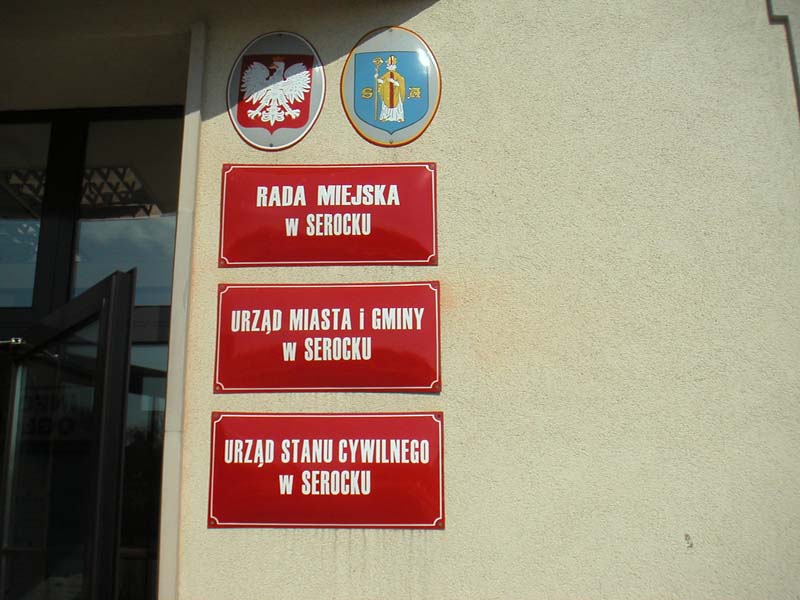 S A
RADA MIEJSKA
w SEROCKU
URZĄD MIASTA i GMINY
w SEROCKU
URZĄD STANU CYWILNEGO
w SEROCKU